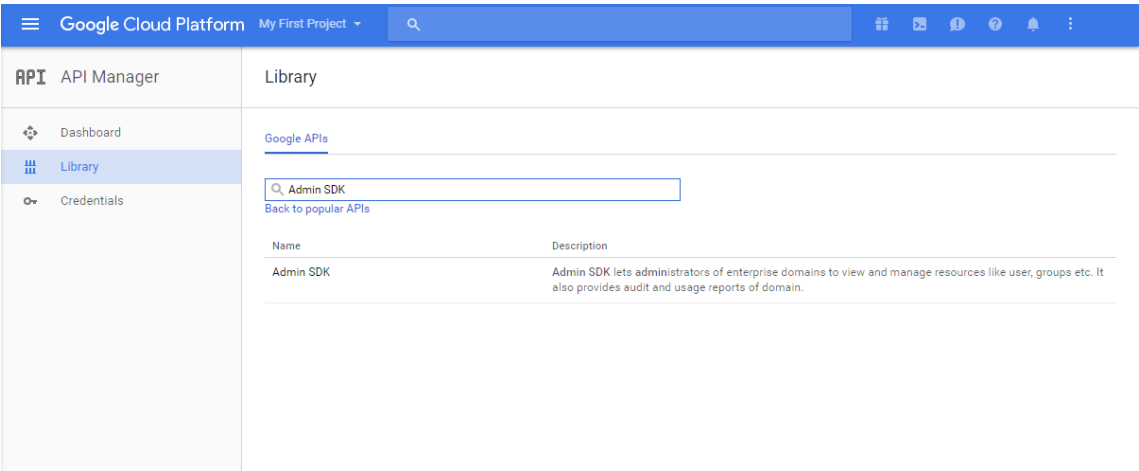 Google Cloud Platform My First Project
API API Manager
Library
Dashboard
Library
Credentials
Google APIs
Admin SDK
Back to popular APIs
Name Description
Admin SDK Admin SDK lets administrators of enterprise domains to view and manage resources like user, groups etc. It
also provides audit and usage reports of domain.